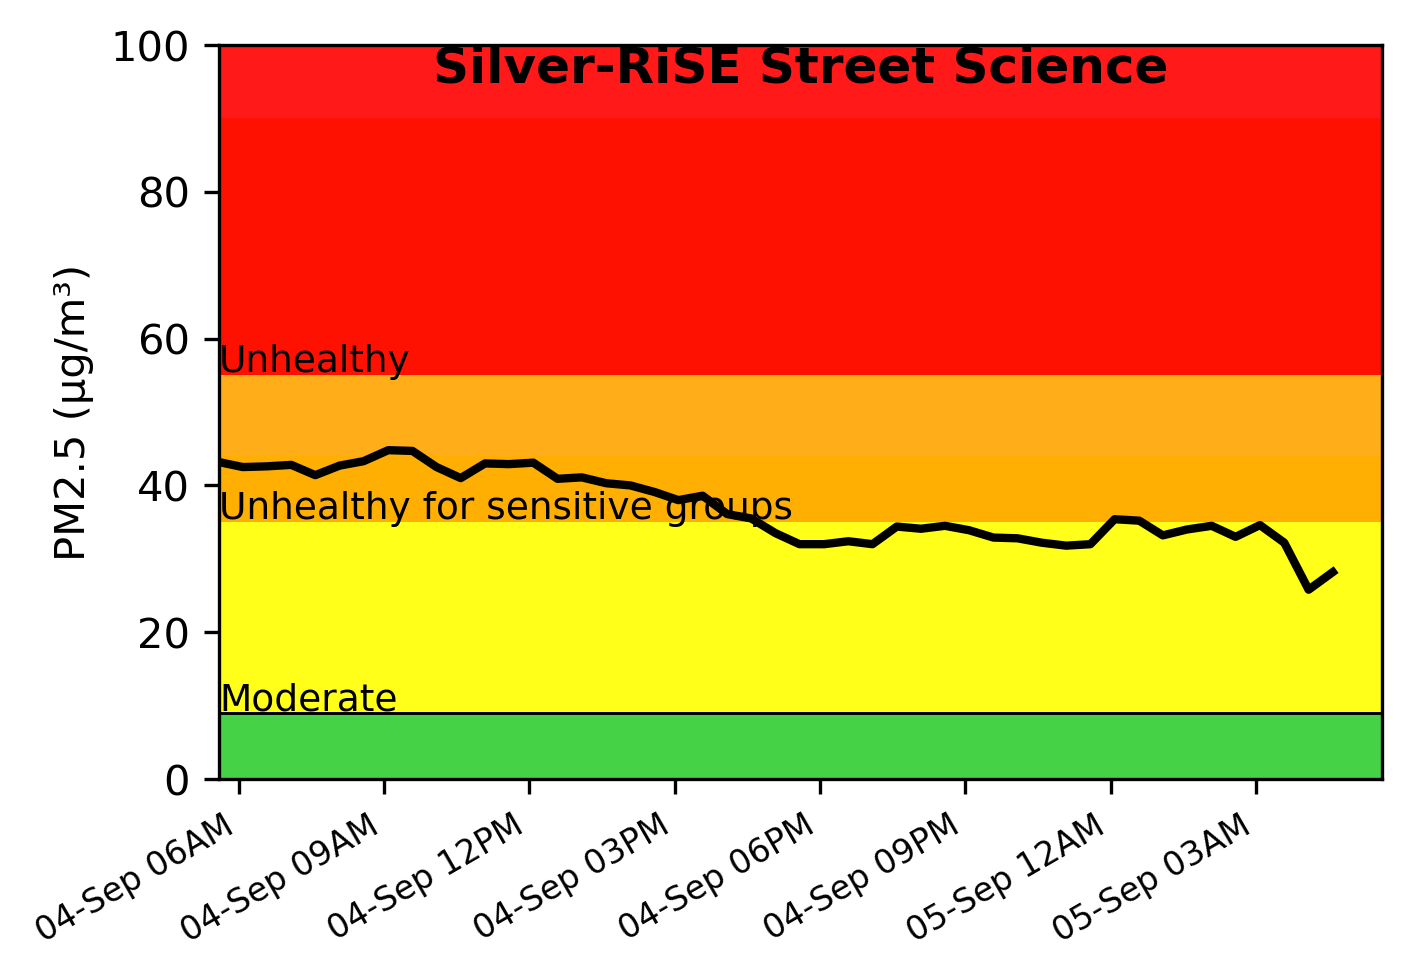 Silver-RiSE Street Science
100
80
60
40
20
0
PM2.5 (µg/m³)
Unhealthy
Unhealthy for sensitive groups
Moderate
04-Sep 06AM
04-Sep 09AM
04-Sep 12PM
04-Sep 03PM
04-Sep 06PM
04-Sep 09PM
05-Sep 12AM
05-Sep 03AM